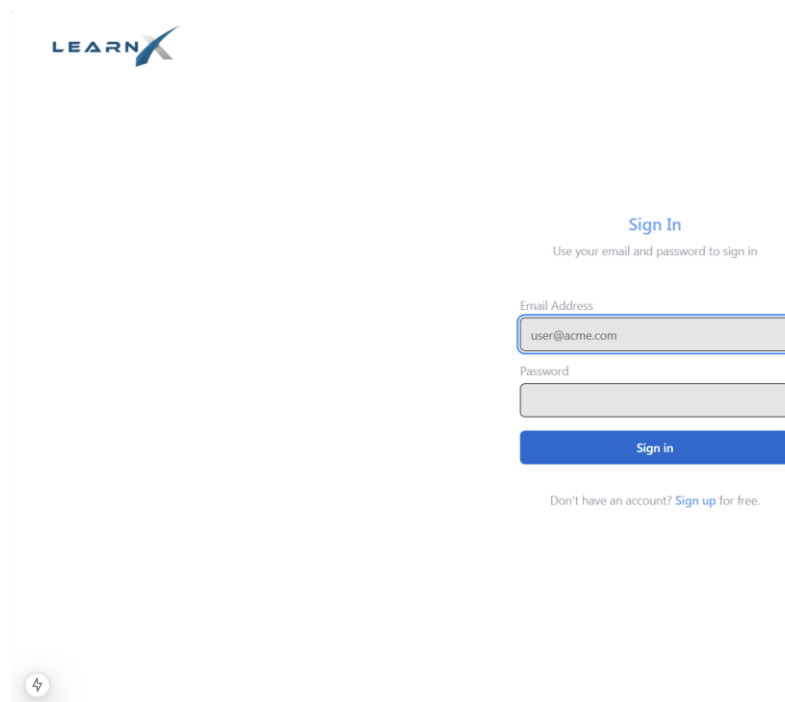 LEARNX
Sign In
Use your email and password to sign in
Email Address
user@acme.com
Password
Sign in
Don't have an account? Sign up for free.